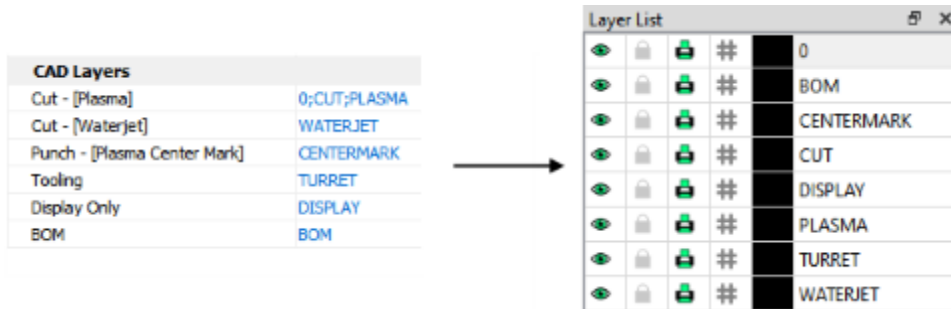 CAD Layers
Cut - [Plasma] 0;CUT;PLASMA
Cut - [Waterjet] WATERJET
Punch - [Plasma Center Mark] CENTERMARK
Tooling TURRET
Display Only DISPLAY
BOM BOM
Layer List
0
BOM
CENTERMARK
CUT
DISPLAY
PLASMA
TURRET
WATERJET